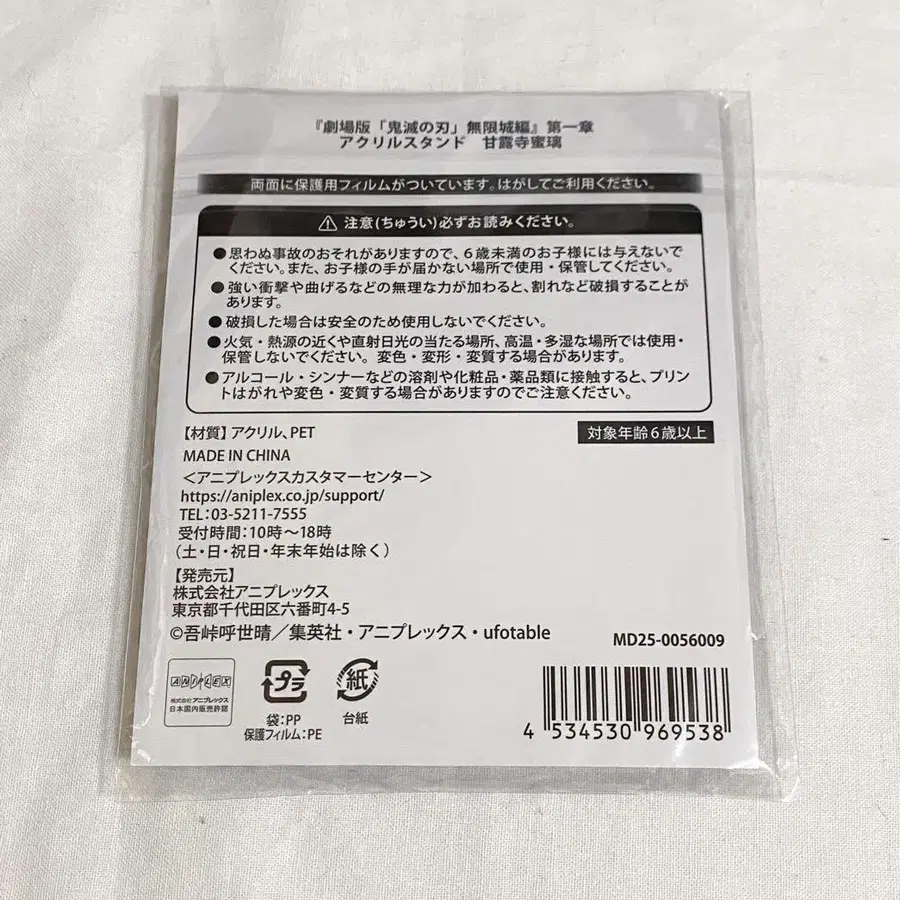 『劇場版「鬼滅の刃」無限城編』第一章
アクリルスタンド 甘露寺蜜璃
両面に保護用フィルムがついています。はがしてご利用ください。
注意(ちゅうい)必ずお読みください。
●思わぬ事故のおそれがありますので、6歳未満のお子様には与えないで
ください。また、お子様の手が届かない場所で使用・保管してください。
●強い衝撃や曲げるなどの無理な力が加わると、割れなど破損することが
あります。
●破損した場合は安全のため使用しないでください。
●火気・熱源の近くや直射日光の当たる場所、高温・多湿な場所では使用・
保管しないでください。変色・変形・変質する場合があります。
●アルコール・シンナーなどの溶剤や化粧品・薬品類に接触すると、プリン
トはがれや変色・変質する場合がありますのでご注意ください。
【材質】アクリル、PET
対象年齢6歳以上
MADE IN CHINA
<アニプレックスカスタマーセンター>
https://aniplex.co.jp/support/
TEL:03-5211-7555
受付時間:10時〜18時
(土・日・祝日・年末年始は除く)
【発売元】
株式会社アニプレックス
東京都千代田区六番町4-5
©吾峠呼世晴/集英社・アニプレックス・ufotable
MD25-0056009
ANIPLEX
株式会社アニプレックス
日本国内販売許諾
プラ
袋:PP
保護フィルム:PE
紙
台紙
4 534530 969538